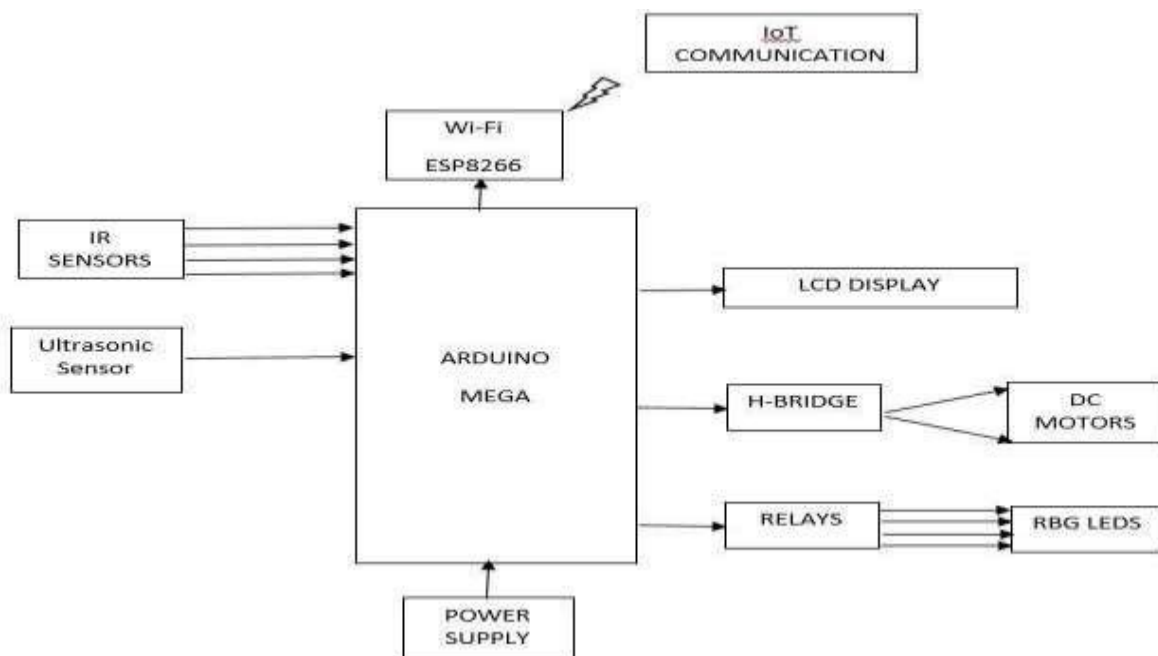 IoT
COMMUNICATION
Wi-Fi
ESP8266
IR
SENSORS
Ultrasonic
Sensor
ARDUINO
MEGA
LCD DISPLAY
H-BRIDGE
DC
MOTORS
RELAYS
RBG LEDS
POWER
SUPPLY